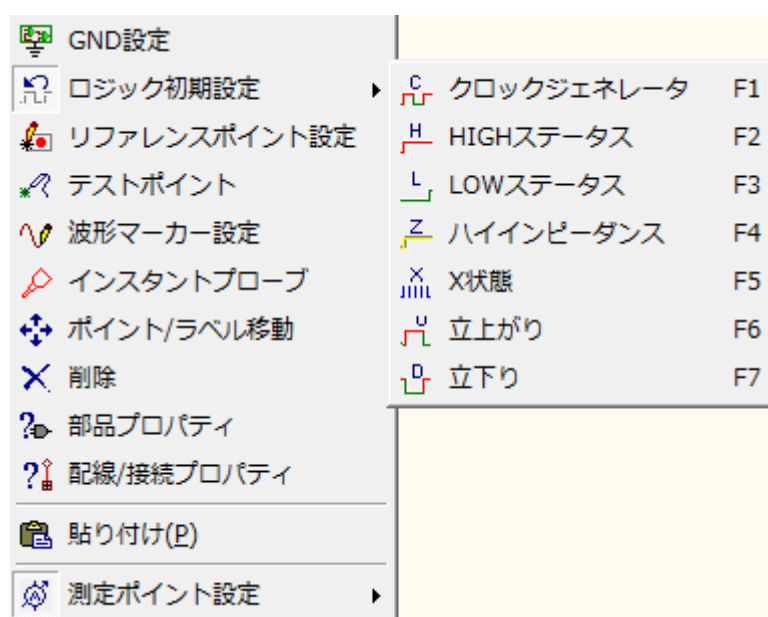 GND設定
ロジック初期設定
リファレンスポイント設定
テストポイント
波形マーカー設定
インスタントプローブ
ポイント/ラベル移動
削除
部品プロパティ
配線/接続プロパティ
貼り付け(P)
測定ポイント設定
C クロックジェネレータ F1
H HIGHステータス F2
L LOWステータス F3
Z ハイインピーダンス F4
X X状態 F5
U 立上がり F6
D 立下り F7